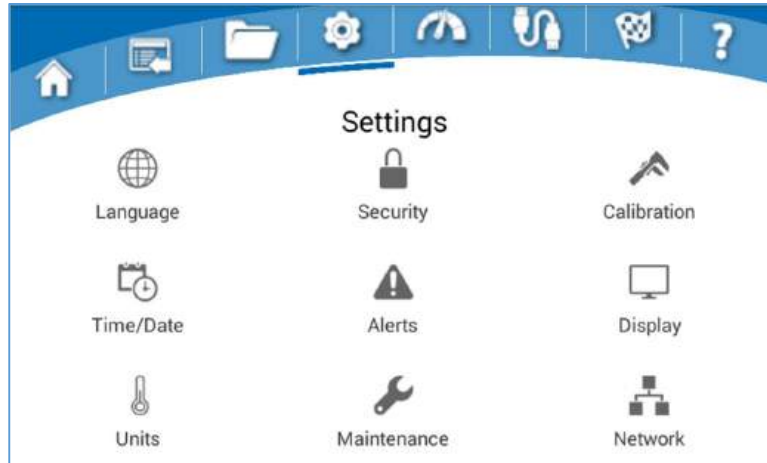 ?
Settings
Language Security Calibration
Time/Date Alerts Display
Units Maintenance Network